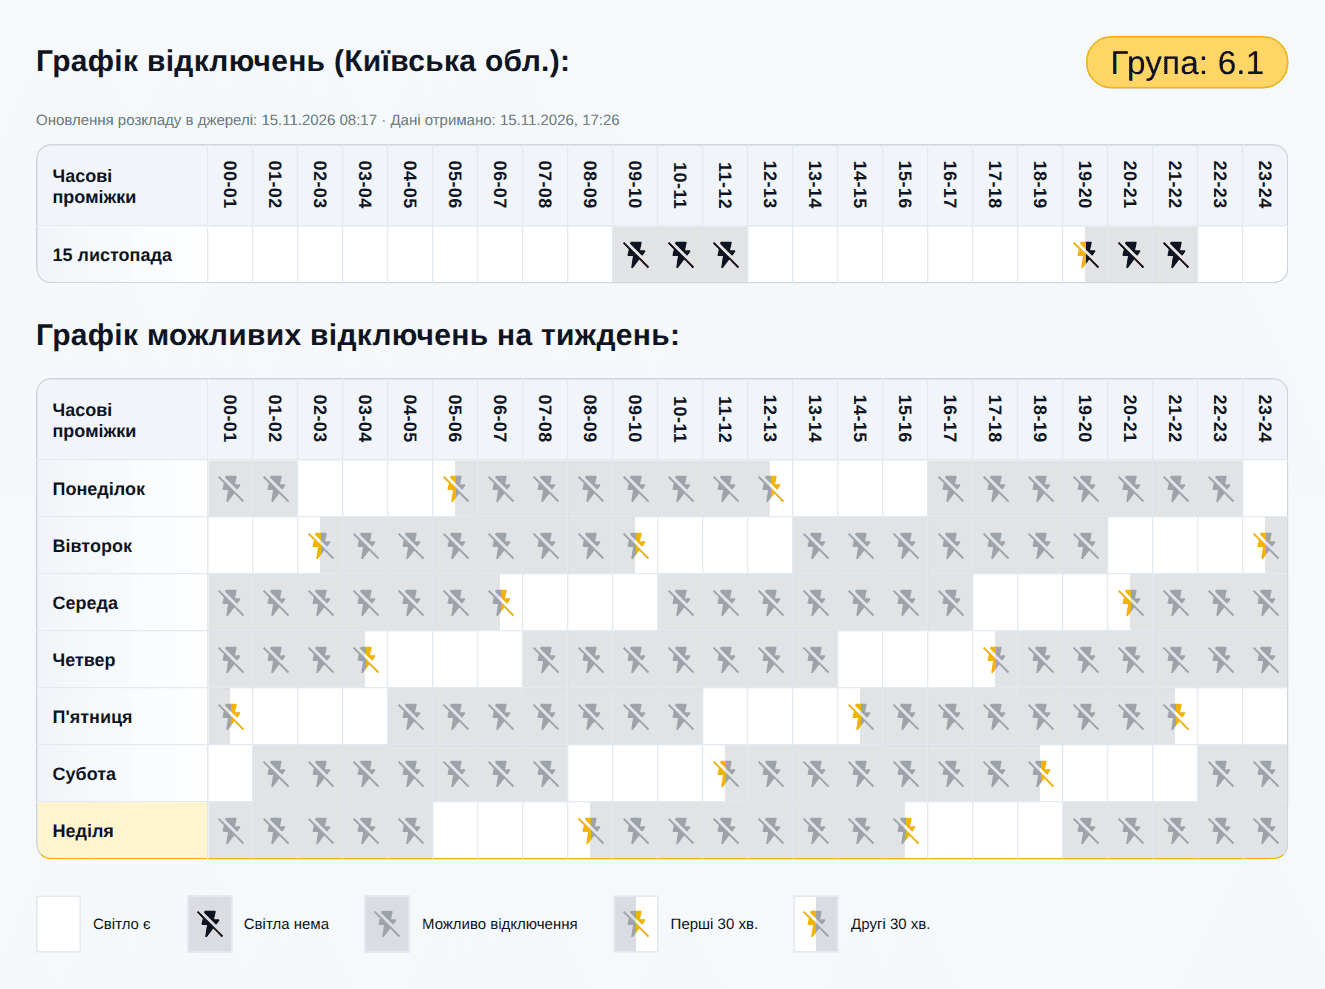 Графік відключень (Київська обл.):
Група: 6.1
Оновлення розкладу в джерелі: 15.11.2026 08:17 · Дані отримано: 15.11.2026, 17:26
Часові
проміжки
00-01 01-02 02-03 03-04 04-05 05-06 06-07 07-08 08-09 09-10 10-11 11-12 12-13 13-14 14-15 15-16 16-17 17-18 18-19 19-20 20-21 21-22 22-23 23-24
15 листопада
Графік можливих відключень на тиждень:
Часові
проміжки
00-01 01-02 02-03 03-04 04-05 05-06 06-07 07-08 08-09 09-10 10-11 11-12 12-13 13-14 14-15 15-16 16-17 17-18 18-19 19-20 20-21 21-22 22-23 23-24
Понеділок
Вівторок
Середа
Четвер
П'ятниця
Субота
Неділя
Світло є Світла нема Можливо відключення Перші 30 хв. Другі 30 хв.